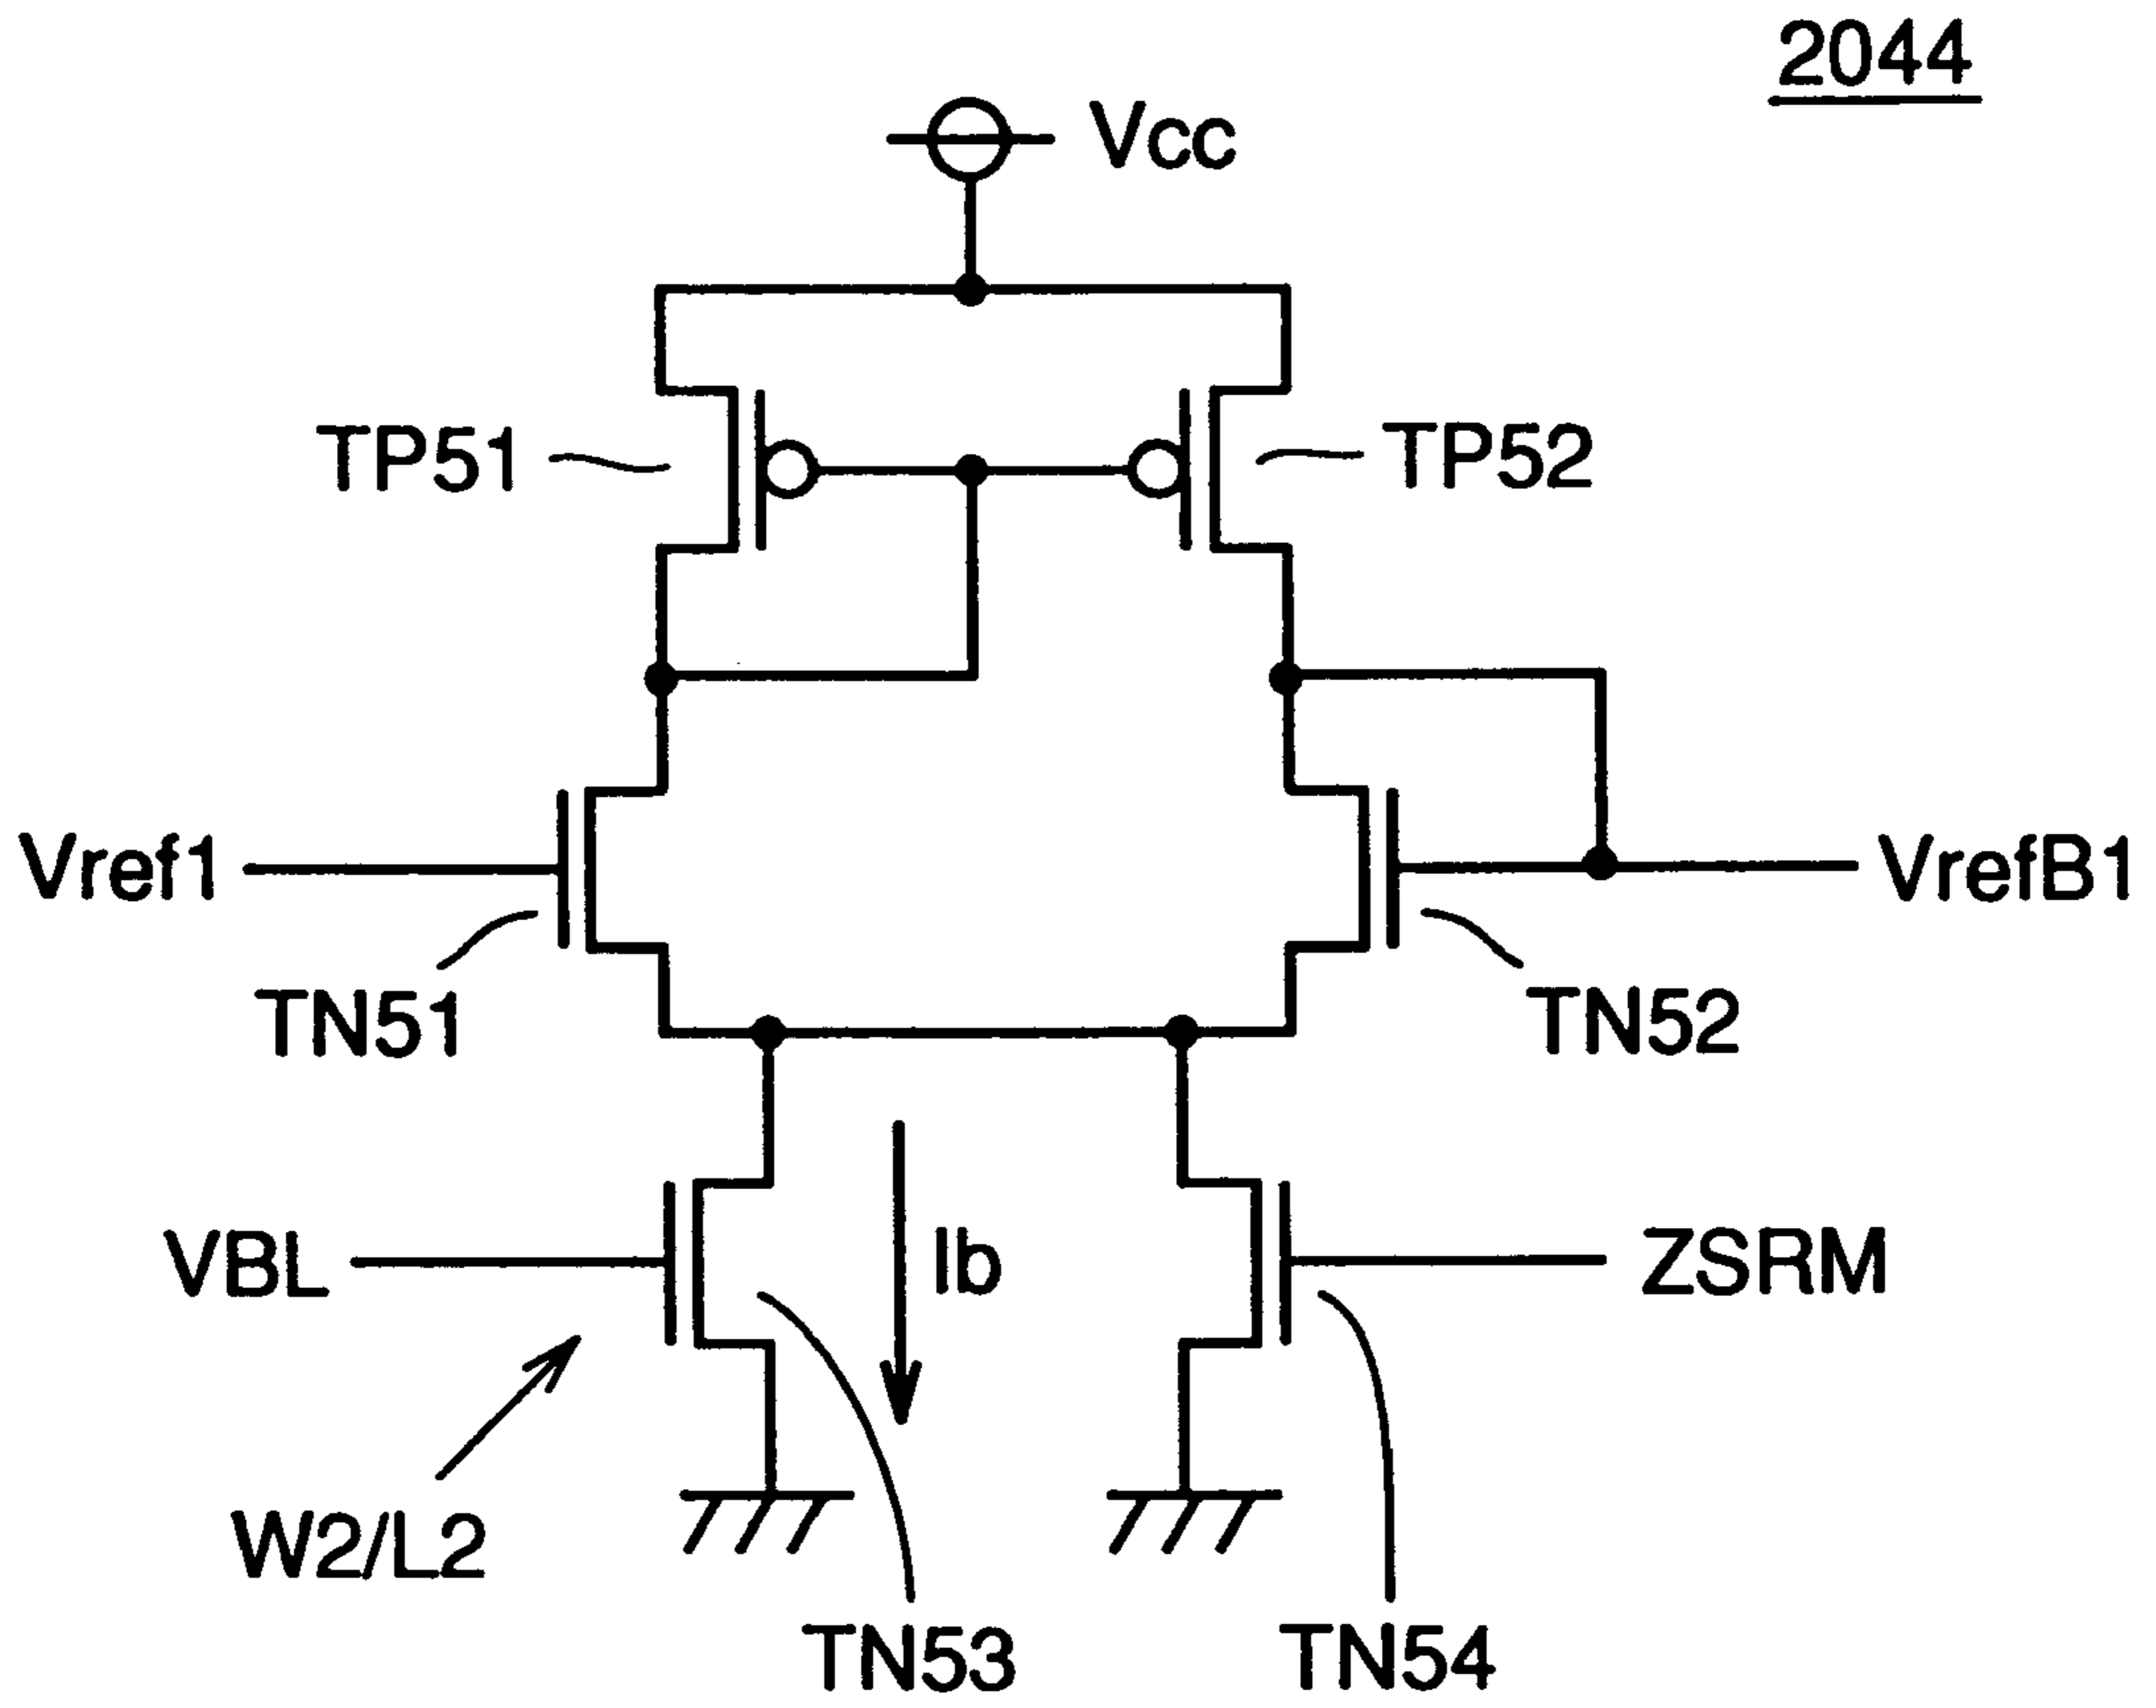 2044
Vcc
TP51
TP52
Vref1
VrefB1
TN51
TN52
VBL
Ib
ZSRM
W2/L2
TN53
TN54